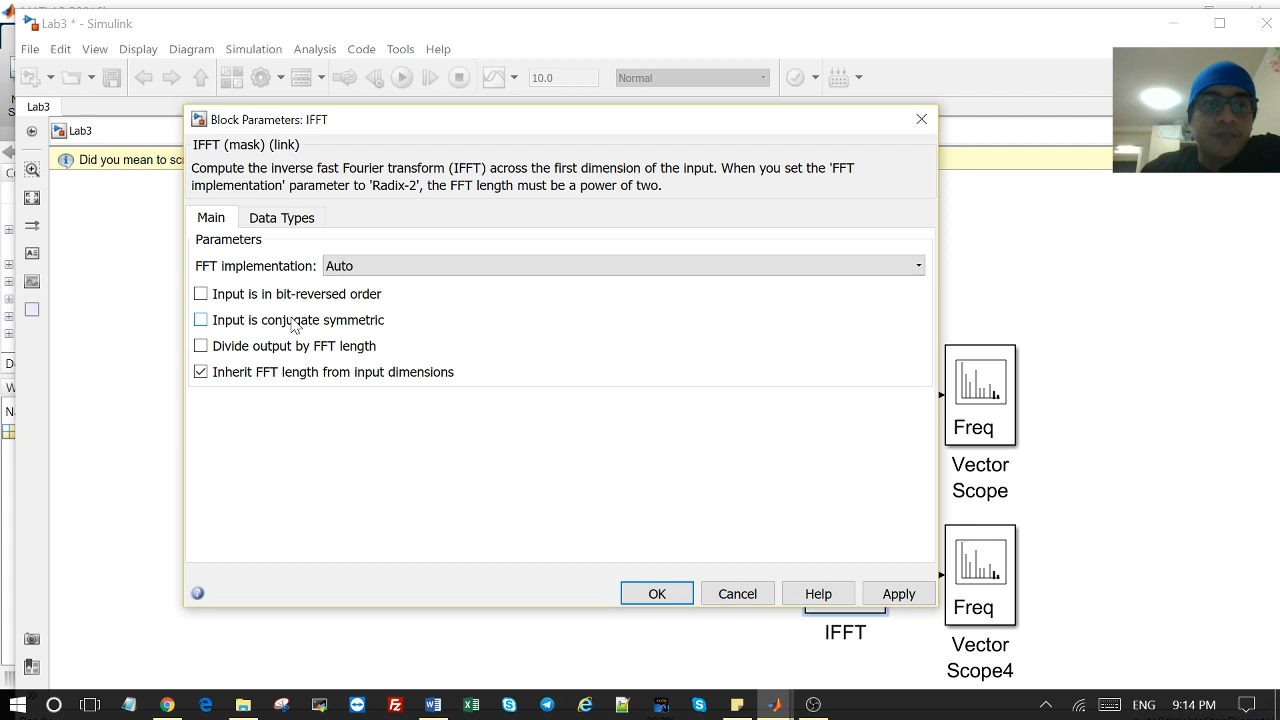 Lab3 * - Simulink
File Edit View Display Diagram Simulation Analysis Code Tools Help
10.0 Normal
Lab3
Lab3
Did you mean to
Block Parameters: IFFT
IFFT (mask) (link)
Compute the inverse fast Fourier transform (IFFT) across the first dimension of the input. When you set the 'FFT
implementation' parameter to 'Radix-2', the FFT length must be a power of two.
Main Data Types
Parameters
FFT implementation: Auto
Input is in bit-reversed order
Input is conjugate symmetric
Divide output by FFT length
Inherit FFT length from input dimensions
OK Cancel Help Apply
Freq
Vector
Scope
Freq
Vector
Scope4
IFFT
ENG 9:14 PM